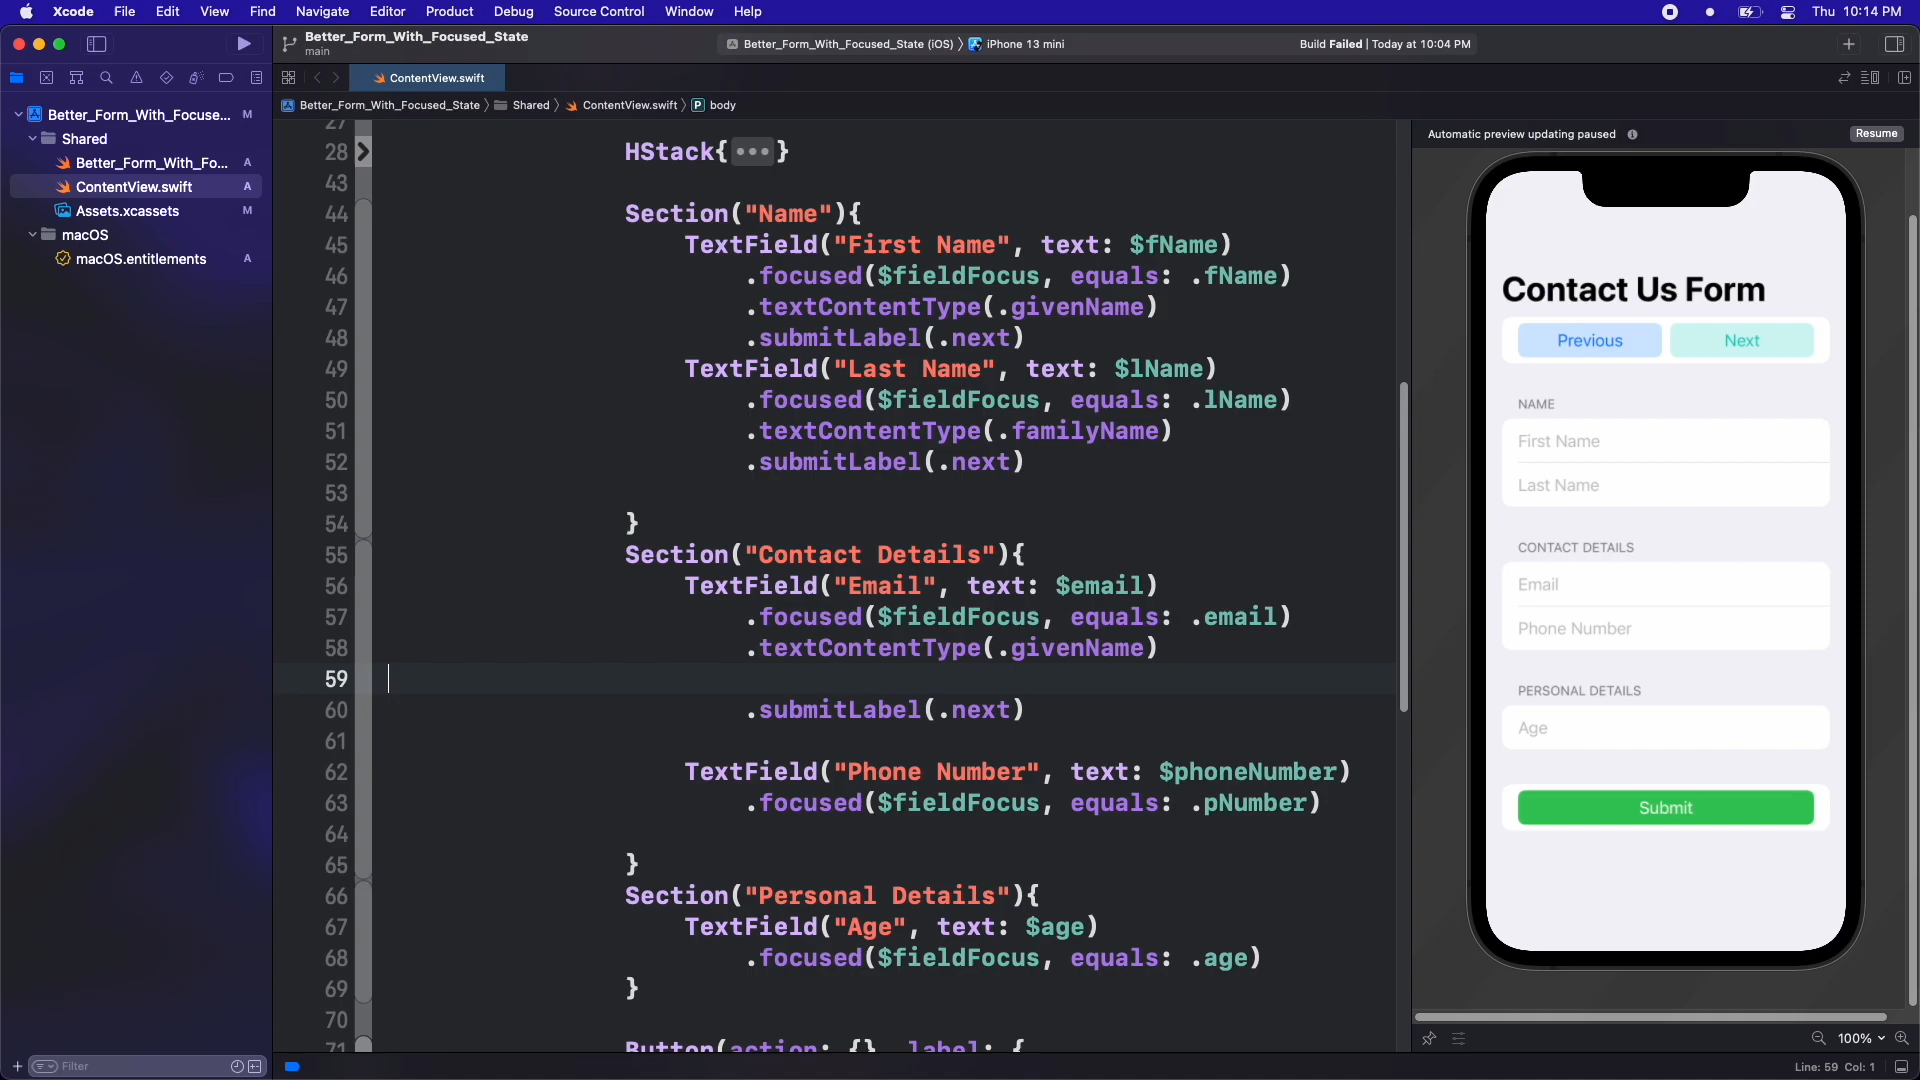 Xcode File Edit View Find Navigate Editor Product Debug Source Control Window Help Thu 10:14 PM
Better_Form_With_Focused_State
main
Better_Form_With_Focused_State (iOS) iPhone 13 mini
Build Failed | Today at 10:04 PM
ContentView.swift
Better_Form_With_Focused_State Shared ContentView.swift P body
Better_Form_With_Focuse... M
Shared
Better_Form_With_Fo... A
ContentView.swift A
Assets.xcassets M
macOS
macOS.entitlements A
Filter
27
28 HStack{•••}
43
44 Section("Name"){
45 TextField("First Name", text: $fName)
46 .focused($fieldFocus, equals: .fName)
47 .textContentType(.givenName)
48 .submitLabel(.next)
49 TextField("Last Name", text: $lName)
50 .focused($fieldFocus, equals: .lName)
51 .textContentType(.familyName)
52 .submitLabel(.next)
53
54 }
55 Section("Contact Details"){
56 TextField("Email", text: $email)
57 .focused($fieldFocus, equals: .email)
58 .textContentType(.givenName)
59
60 .submitLabel(.next)
61
62 TextField("Phone Number", text: $phoneNumber)
63 .focused($fieldFocus, equals: .pNumber)
64
65 }
66 Section("Personal Details"){
67 TextField("Age", text: $age)
68 .focused($fieldFocus, equals: .age)
69 }
70
71 Button(action: {}, label: {
Automatic preview updating paused Resume
Contact Us Form
Previous Next
NAME
First Name
Last Name
CONTACT DETAILS
Email
Phone Number
PERSONAL DETAILS
Age
Submit
100%
Line: 59 Col: 1